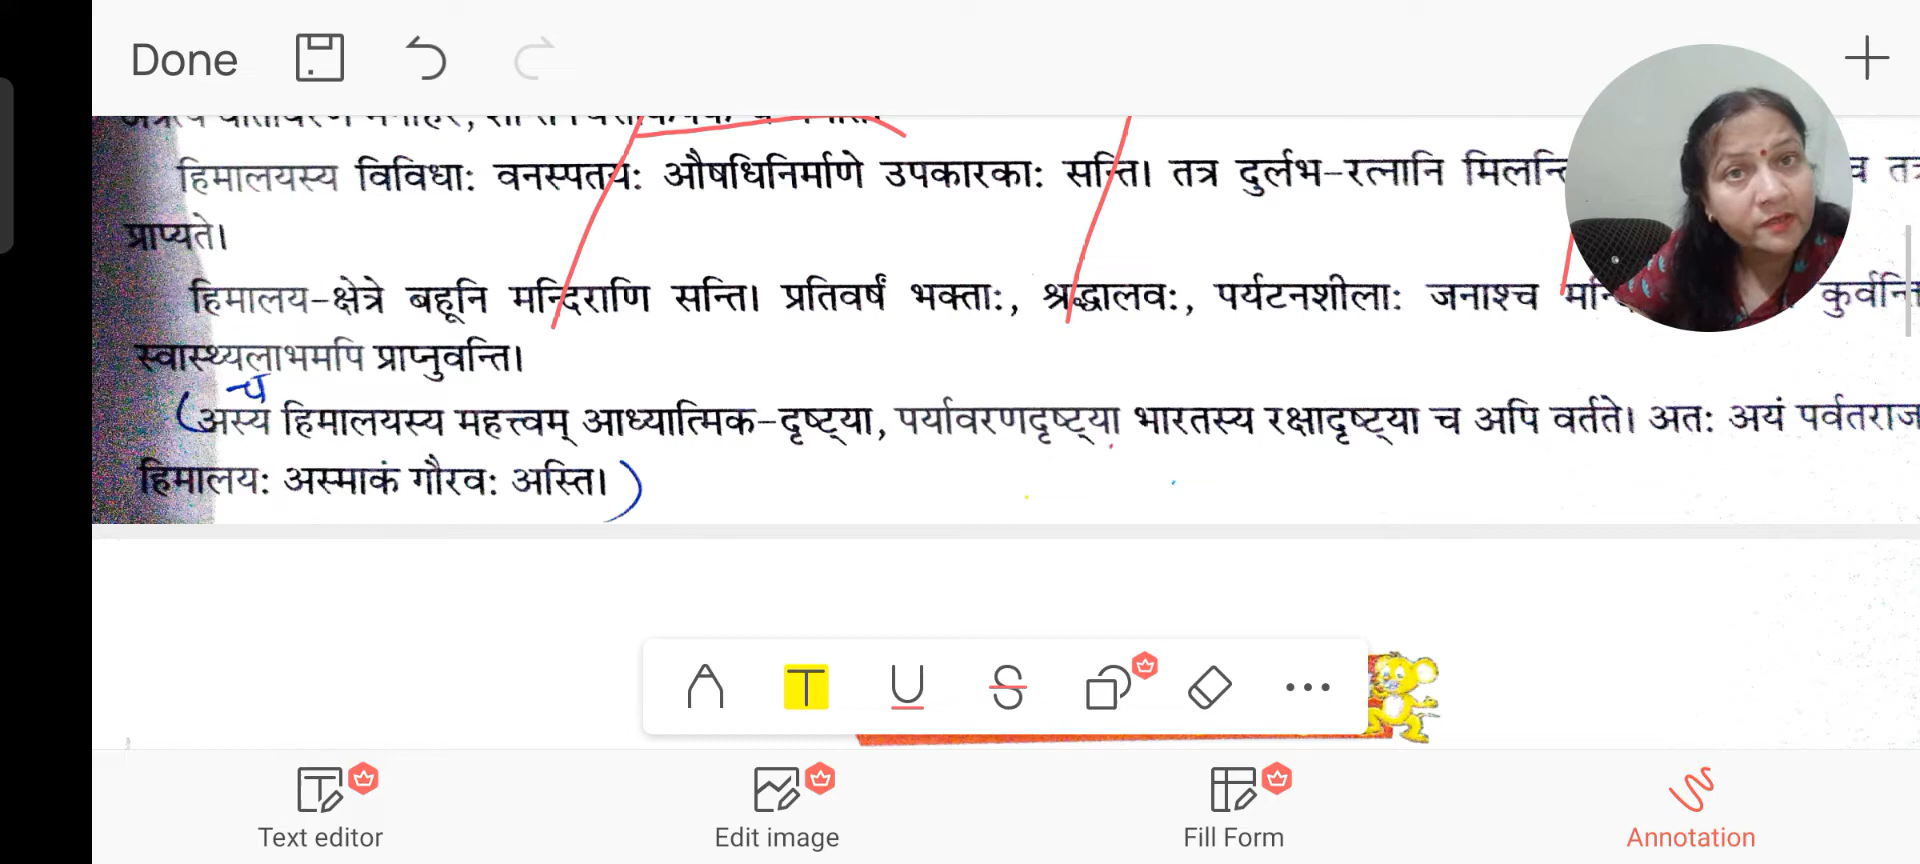 Done
हिमालयस्य विविधाः वनस्पतयः औषधिनिर्माणे उपकारकाः सन्ति। तत्र दुर्लभ-रत्नानि मिलन्ति
प्राप्यते।
हिमालय-क्षेत्रे बहूनि मन्दिराणि सन्ति। प्रतिवर्षं भक्ताः, श्रद्धालवः, पर्यटनशीलाः जनाश्च कुर्वन्ति
स्वास्थ्यलाभमपि प्राप्नुवन्ति।
च
(अस्य हिमालयस्य महत्त्वम् आध्यात्मिक-दृष्ट्या, पर्यावरणदृष्ट्या भारतस्य रक्षादृष्ट्या च अपि वर्तते। अतः अयं पर्वतराज
हिमालयः अस्माकं गौरवः अस्ति।)
Text editor
Edit image
Fill Form
Annotation